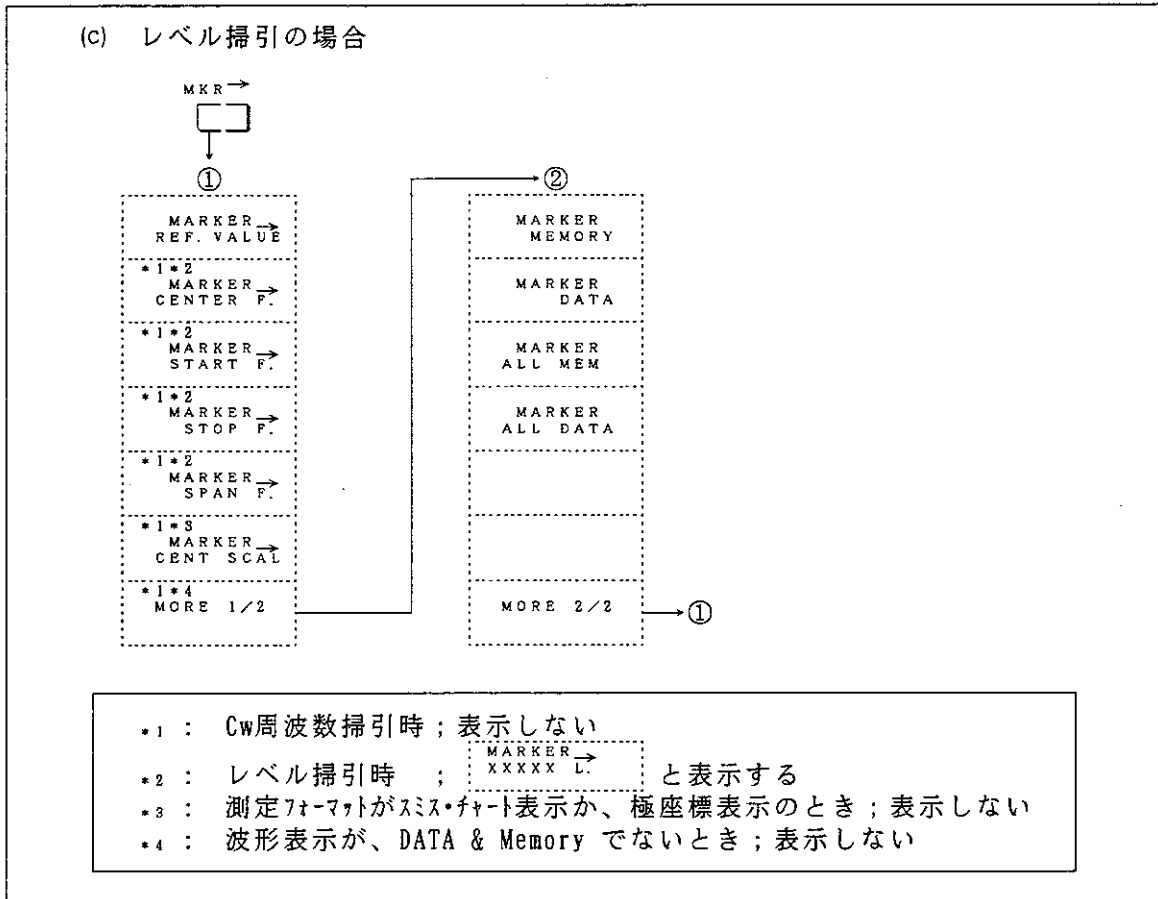 (c) レベル掃引の場合
MKR→
①
MARKER→
REF. VALUE
*1*2
MARKER→
CENTER F.
*1*2
MARKER→
START F.
*1*2
MARKER→
STOP F.
*1*2
MARKER→
SPAN F.
*1*3
MARKER→
CENT SCAL
*1*4
MORE 1/2
②
MARKER
MEMORY
MARKER
DATA
MARKER
ALL MEM
MARKER
ALL DATA
MORE 2/2 → ①
*1 : Cw周波数掃引時；表示しない
*2 : レベル掃引時 ； MARKER→ XXXXX L. と表示する
*3 : 測定フォーマットがスミス・チャート表示か、極座標表示のとき；表示しない
*4 : 波形表示が、DATA & Memory でないとき；表示しない